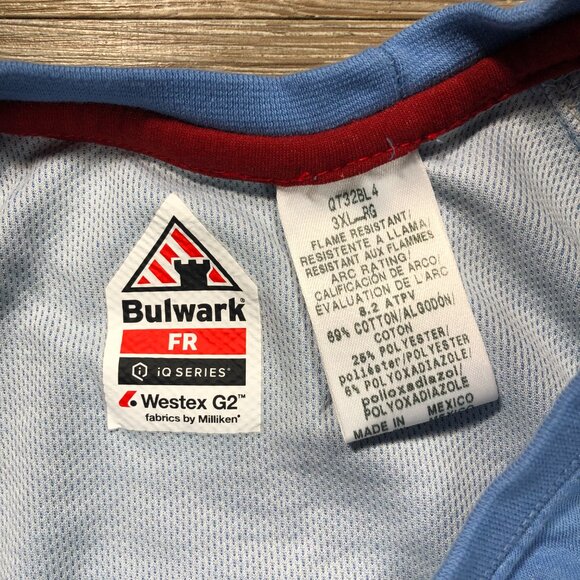 Bulwark®
FR
iQ SERIES®
Westex G2™
fabrics by Milliken®
QT32BL4
3XL RG
FLAME RESISTANT/
RESISTENTE A LLAMA/
RESISTANT AUX FLAMMES
ARC RATING/
CALIFICACIÓN DE ARCO/
ÉVALUATION DE L'ARC
8.2 ATPV
69% COTTON/ALGODÓN/
COTON
25% POLYESTER/
poliéster/POLYESTER
6% POLYOXADIAZOLE/
polioxadiazol/
POLYOXADIAZOLE
MADE IN MEXICO
MEXICO